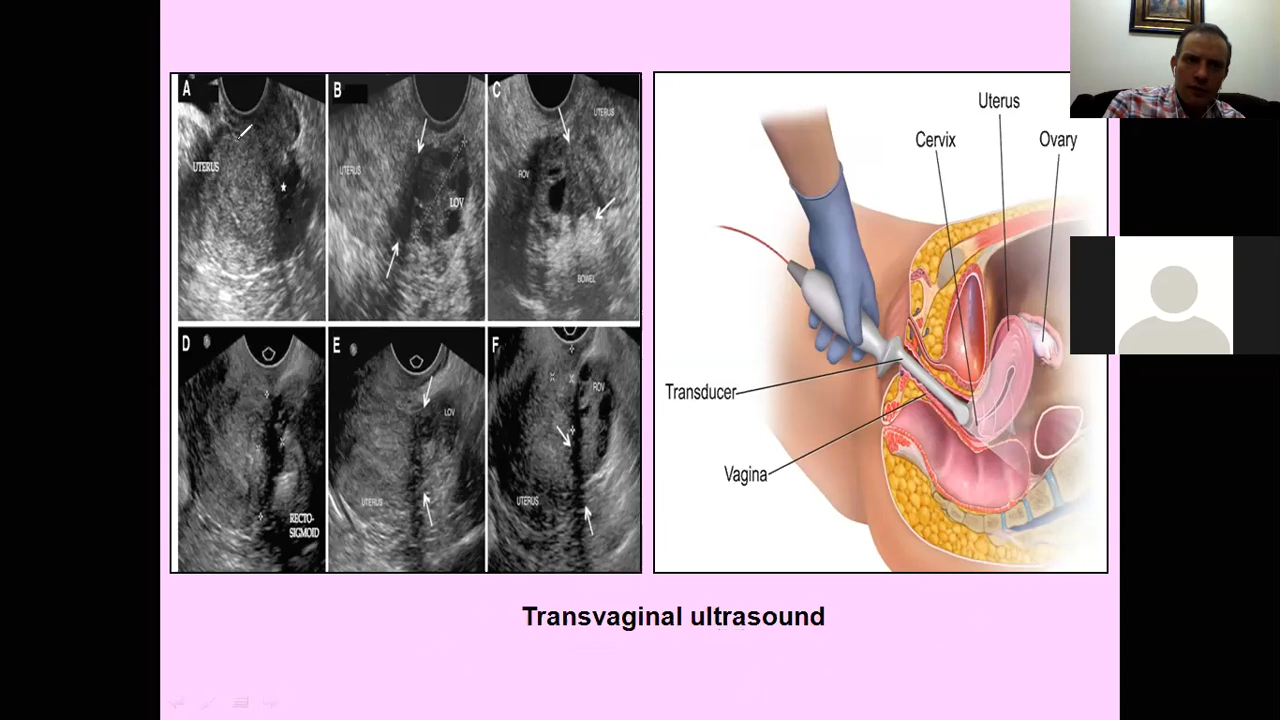 A
UTERUS
B
UTERUS
LOV
C
UTERUS
ROV
BOWEL
D
RECTO-
SIGMOID
E
LOV
UTERUS
F
ROV
UTERUS
Uterus
Cervix
Ovary
Transducer
Vagina
Transvaginal ultrasound